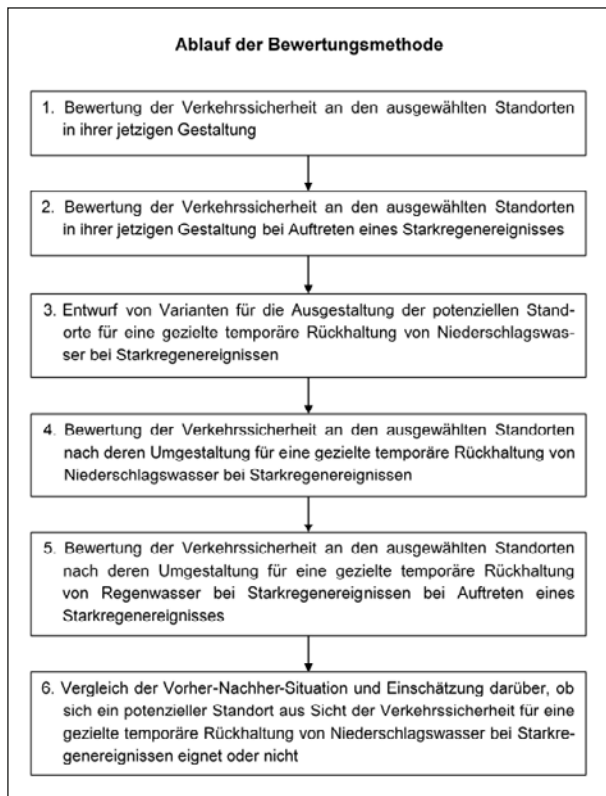 Ablauf der Bewertungsmethode
1. Bewertung der Verkehrssicherheit an den ausgewählten Standorten
in ihrer jetzigen Gestaltung
2. Bewertung der Verkehrssicherheit an den ausgewählten Standorten
in ihrer jetzigen Gestaltung bei Auftreten eines Starkregenereignisses
3. Entwurf von Varianten für die Ausgestaltung der potenziellen Stand-
orte für eine gezielte temporäre Rückhaltung von Niederschlagswas-
ser bei Starkregenereignissen
4. Bewertung der Verkehrssicherheit an den ausgewählten Standorten
nach deren Umgestaltung für eine gezielte temporäre Rückhaltung von
Niederschlagswasser bei Starkregenereignissen
5. Bewertung der Verkehrssicherheit an den ausgewählten Standorten
nach deren Umgestaltung für eine gezielte temporäre Rückhaltung
von Regenwasser bei Starkregenereignissen bei Auftreten eines
Starkregenereignisses
6. Vergleich der Vorher-Nachher-Situation und Einschätzung darüber, ob
sich ein potenzieller Standort aus Sicht der Verkehrssicherheit für eine
gezielte temporäre Rückhaltung von Niederschlagswasser bei Starkre-
genereignissen eignet oder nicht